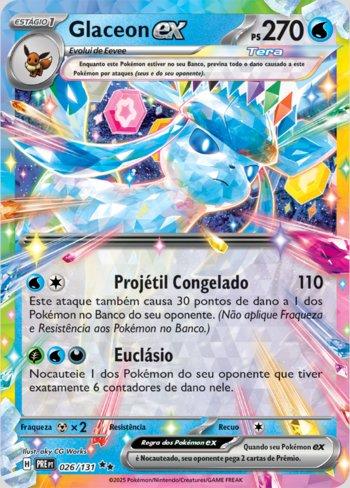 ESTÁGIO 1
Glaceon ex
PS 270
Evolui de Eevee
Tera
Enquanto este Pokémon estiver no seu Banco, previna todo o dano causado a este
Pokémon por ataques (seus e do seu oponente).
Projétil Congelado 110
Este ataque também causa 30 pontos de dano a 1 dos
Pokémon no Banco do seu oponente. (Não aplique Fraqueza
e Resistência aos Pokémon no Banco.)
Euclásio
Nocauteie 1 dos Pokémon do seu oponente que tiver
exatamente 6 contadores de dano nele.
Fraqueza ×2 Resistência Recuo
Ilust. aky CG Works
Regra dos Pokémon ex
Quando seu Pokémon ex
é Nocauteado, seu oponente pega 2 cartas de Prêmio.
H PRE PT 026/131
©2025 Pokémon/Nintendo/Creatures/GAME FREAK